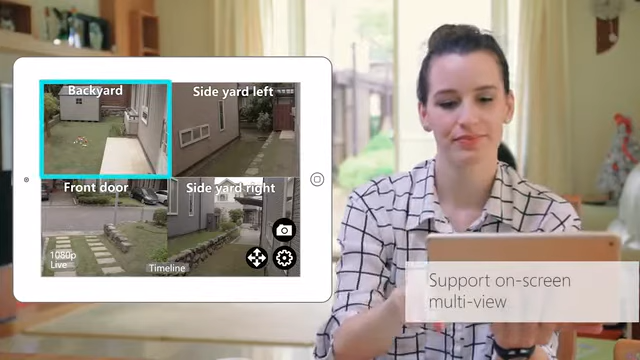 Backyard
Side yard left
Front door
Side yard right
1080p
Live
Timeline
Support on-screen
multi-view